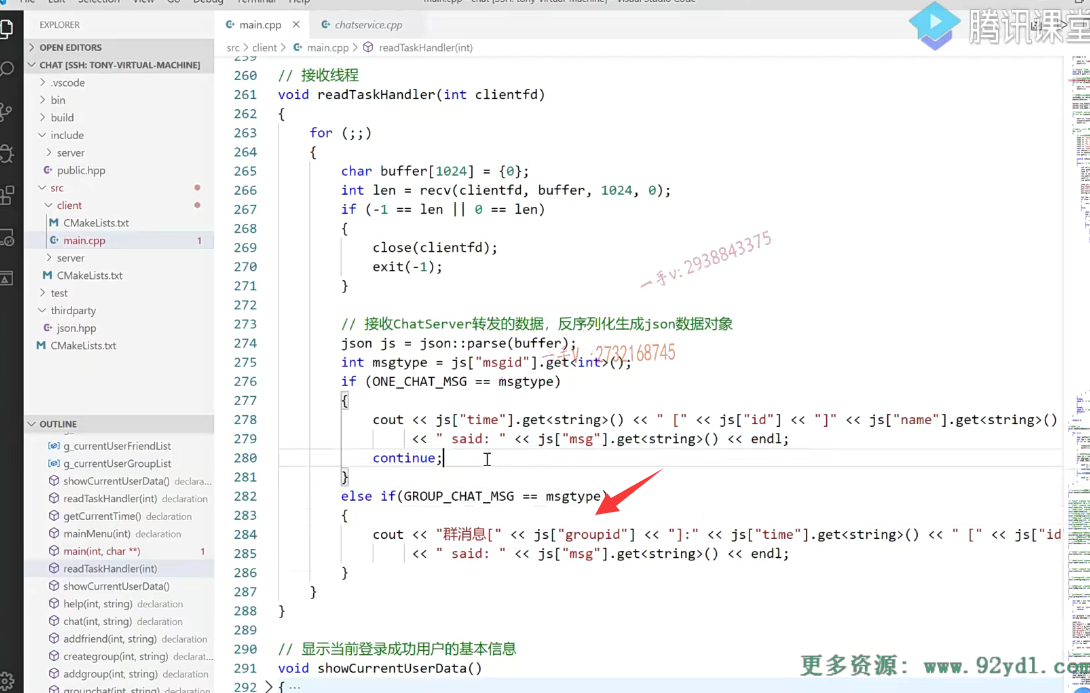 main.cpp - chat [SSH: tony-virtual-machine] - Visual Studio Code
腾讯课堂
EXPLORER
OPEN EDITORS
CHAT [SSH: TONY-VIRTUAL-MACHINE]
.vscode
bin
build
include
server
public.hpp
src
client
CMakeLists.txt
main.cpp 1
server
CMakeLists.txt
test
thirdparty
json.hpp
CMakeLists.txt
OUTLINE
g_currentUserFriendList
g_currentUserGroupList
showCurrentUserData() declara...
readTaskHandler(int) declaration
getCurrentTime() declaration
mainMenu(int) declaration
main(int, char **) 1
readTaskHandler(int)
showCurrentUserData()
help(int, string) declaration
chat(int, string) declaration
addfriend(int, string) declaration
creategroup(int, string) declarat...
addgroup(int, string) declaration
groupchat(int, string) declaration
main.cpp
chatservice.cpp
src > client > main.cpp > readTaskHandler(int)
259
260 // 接收线程
261 void readTaskHandler(int clientfd)
262 {
263 for (;;)
264 {
265 char buffer[1024] = {0};
266 int len = recv(clientfd, buffer, 1024, 0);
267 if (-1 == len || 0 == len)
268 {
269 close(clientfd);
270 exit(-1);
271 }
272
273 // 接收ChatServer转发的数据，反序列化生成json数据对象
274 json js = json::parse(buffer);
275 int msgtype = js["msgid"].get<int>();
276 if (ONE_CHAT_MSG == msgtype)
277 {
278 cout << js["time"].get<string>() << " [" << js["id"] << "]" << js["name"].get<string>()
279 << " said: " << js["msg"].get<string>() << endl;
280 continue;
281 }
282 else if(GROUP_CHAT_MSG == msgtype)
283 {
284 cout << "群消息[" << js["groupid"] << "]:" << js["time"].get<string>() << " [" << js["id
285 << " said: " << js["msg"].get<string>() << endl;
286 }
287 }
288 }
289
290 // 显示当前登录成功用户的基本信息
291 void showCurrentUserData()
292 { ...
一手v: 2938843375
一手v :2732168745
更多资源: www.92yd1.com